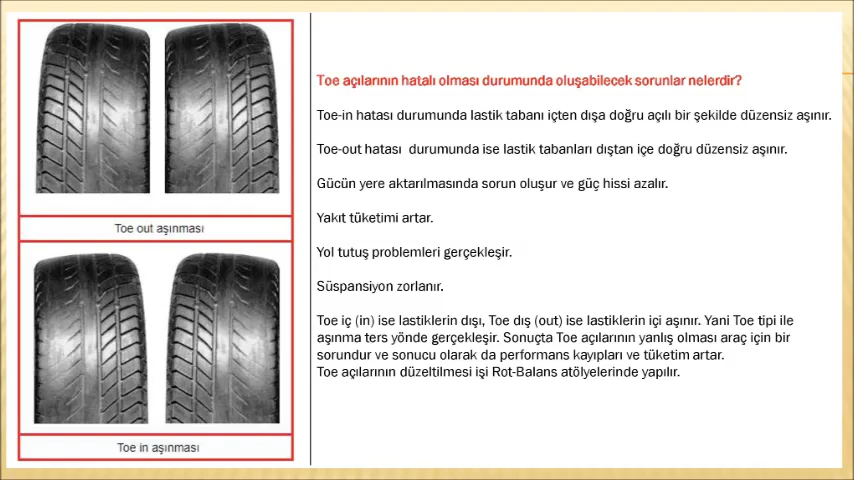 Toe out aşınması
Toe in aşınması
Toe açılarının hatalı olması durumunda oluşabilecek sorunlar nelerdir?
Toe-in hatası durumunda lastik tabanı içten dışa doğru açılı bir şekilde düzensiz aşınır.
Toe-out hatası durumunda ise lastik tabanları dıştan içe doğru düzensiz aşınır.
Gücün yere aktarılmasında sorun oluşur ve güç hissi azalır.
Yakıt tüketimi artar.
Yol tutuş problemleri gerçekleşir.
Süspansiyon zorlanır.
Toe iç (in) ise lastiklerin dışı, Toe dış (out) ise lastiklerin içi aşınır. Yani Toe tipi ile
aşınma ters yönde gerçekleşir. Sonuçta Toe açılarının yanlış olması araç için bir
sorundur ve sonucu olarak da performans kayıpları ve tüketim artar.
Toe açılarının düzeltilmesi işi Rot-Balans atölyelerinde yapılır.